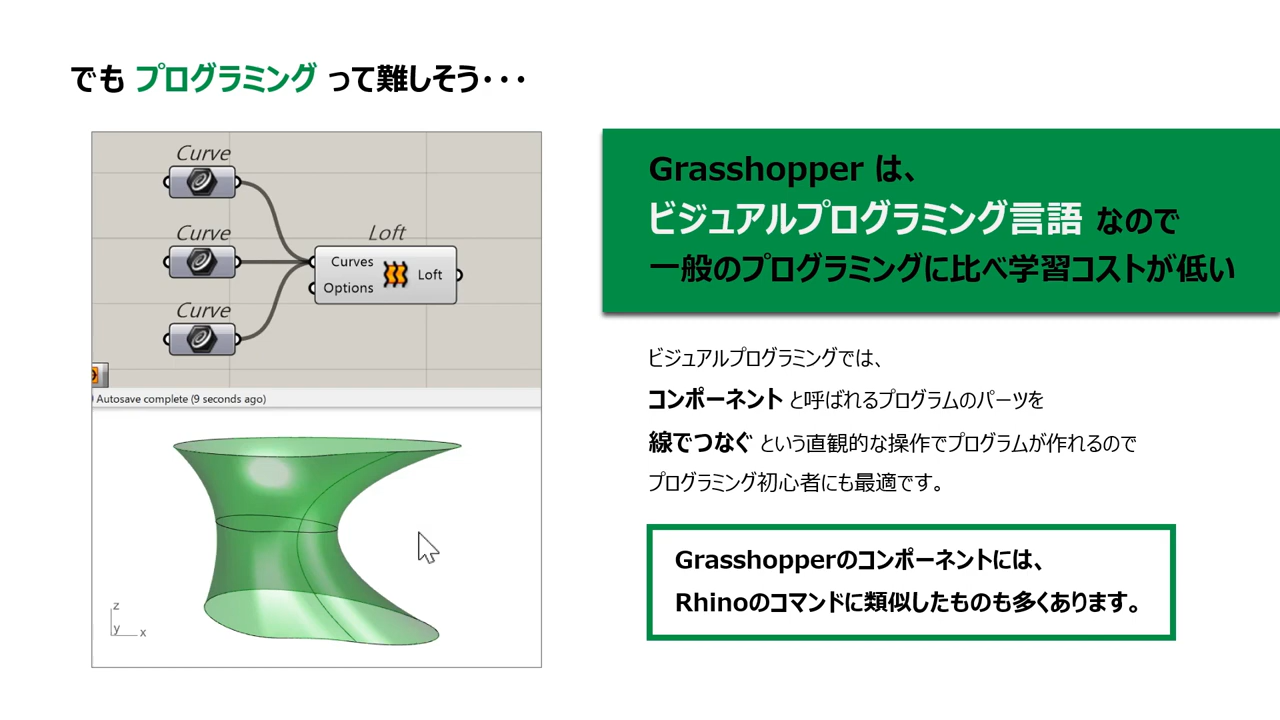 でも プログラミング って難しそう・・・
Curve
Curve
Loft
Curves
Loft
Options
Curve
Autosave complete (9 seconds ago)
z
y
x
Grasshopper は、
ビジュアルプログラミング言語 なので
一般のプログラミングに比べ学習コストが低い
ビジュアルプログラミングでは、
コンポーネント と呼ばれるプログラムのパーツを
線でつなぐ という直観的な操作でプログラムが作れるので
プログラミング初心者にも最適です。
Grasshopperのコンポーネントには、
Rhinoのコマンドに類似したものも多くあります。